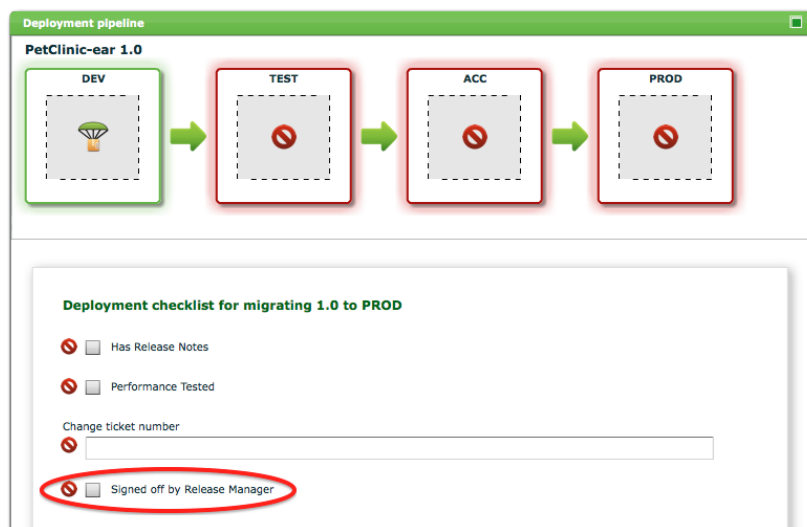 Deployment pipeline
PetClinic-ear 1.0
DEV TEST ACC PROD
Deployment checklist for migrating 1.0 to PROD
Has Release Notes
Performance Tested
Change ticket number
Signed off by Release Manager